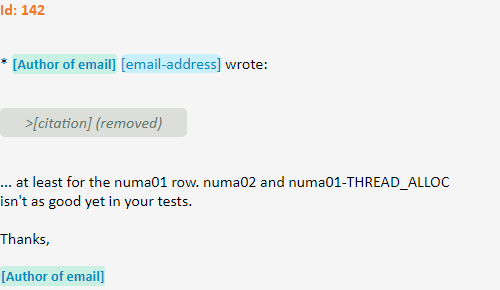 Id: 142
* [Author of email] [email-address] wrote:
>[citation] (removed)
... at least for the numa01 row. numa02 and numa01-THREAD_ALLOC
isn't as good yet in your tests.
Thanks,
[Author of email]